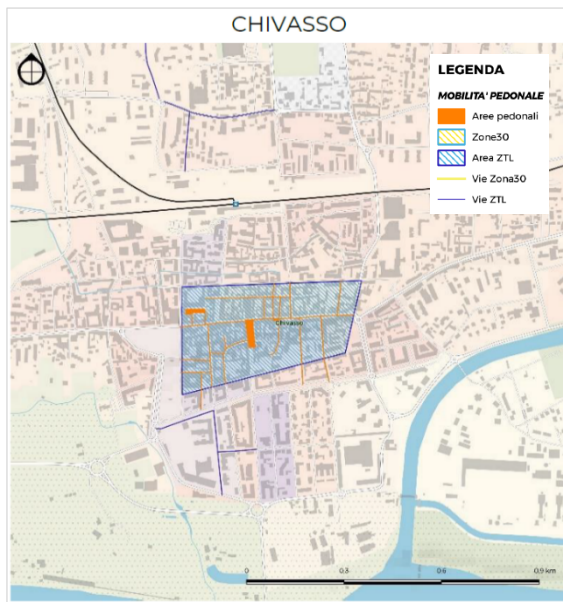 CHIVASSO
LEGENDA
MOBILITA' PEDONALE
Aree pedonali
Zone30
Area ZTL
Vie Zona30
Vie ZTL
Chivasso
0 0.3 0.6 0.9 km